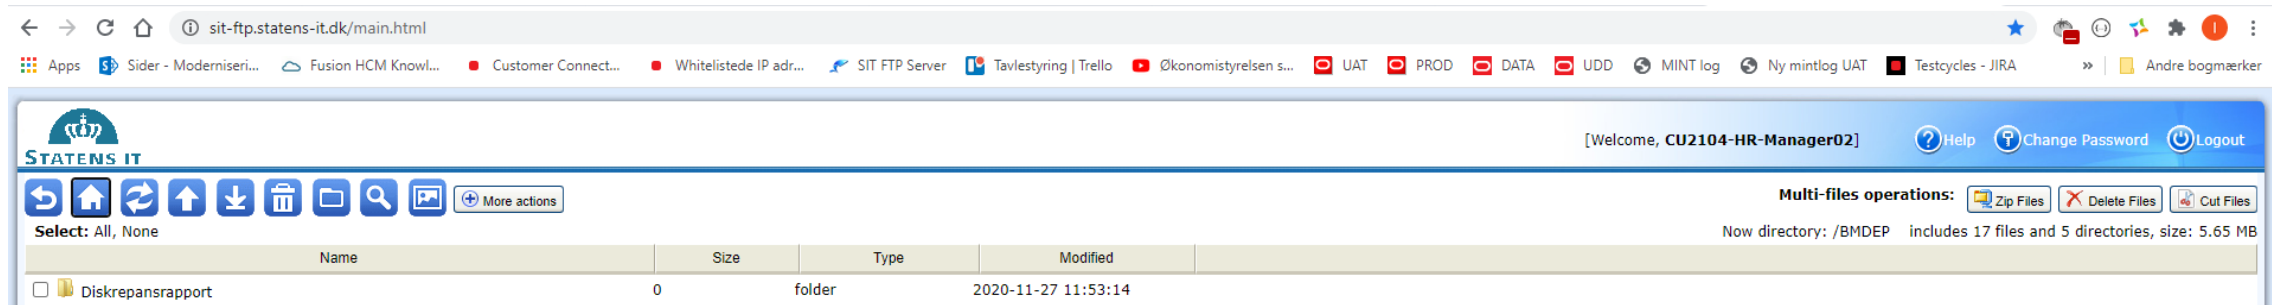 sit-ftp.statens-it.dk/main.html
Apps Sider - Moderniseri... Fusion HCM Knowl... Customer Connect... Whitelistede IP adr... SIT FTP Server Tavlestyring | Trello Økonomistyrelsen s... UAT PROD DATA UDD MINT log Ny mintlog UAT Testcycles - JIRA » Andre bogmærker
STATENS IT
[Welcome, CU2104-HR-Manager02] Help Change Password Logout
More actions
Multi-files operations: Zip Files Delete Files Cut Files
Select: All, None
Now directory: /BMDEP includes 17 files and 5 directories, size: 5.65 MB
Name Size Type Modified
Diskrepansrapport 0 folder 2020-11-27 11:53:14